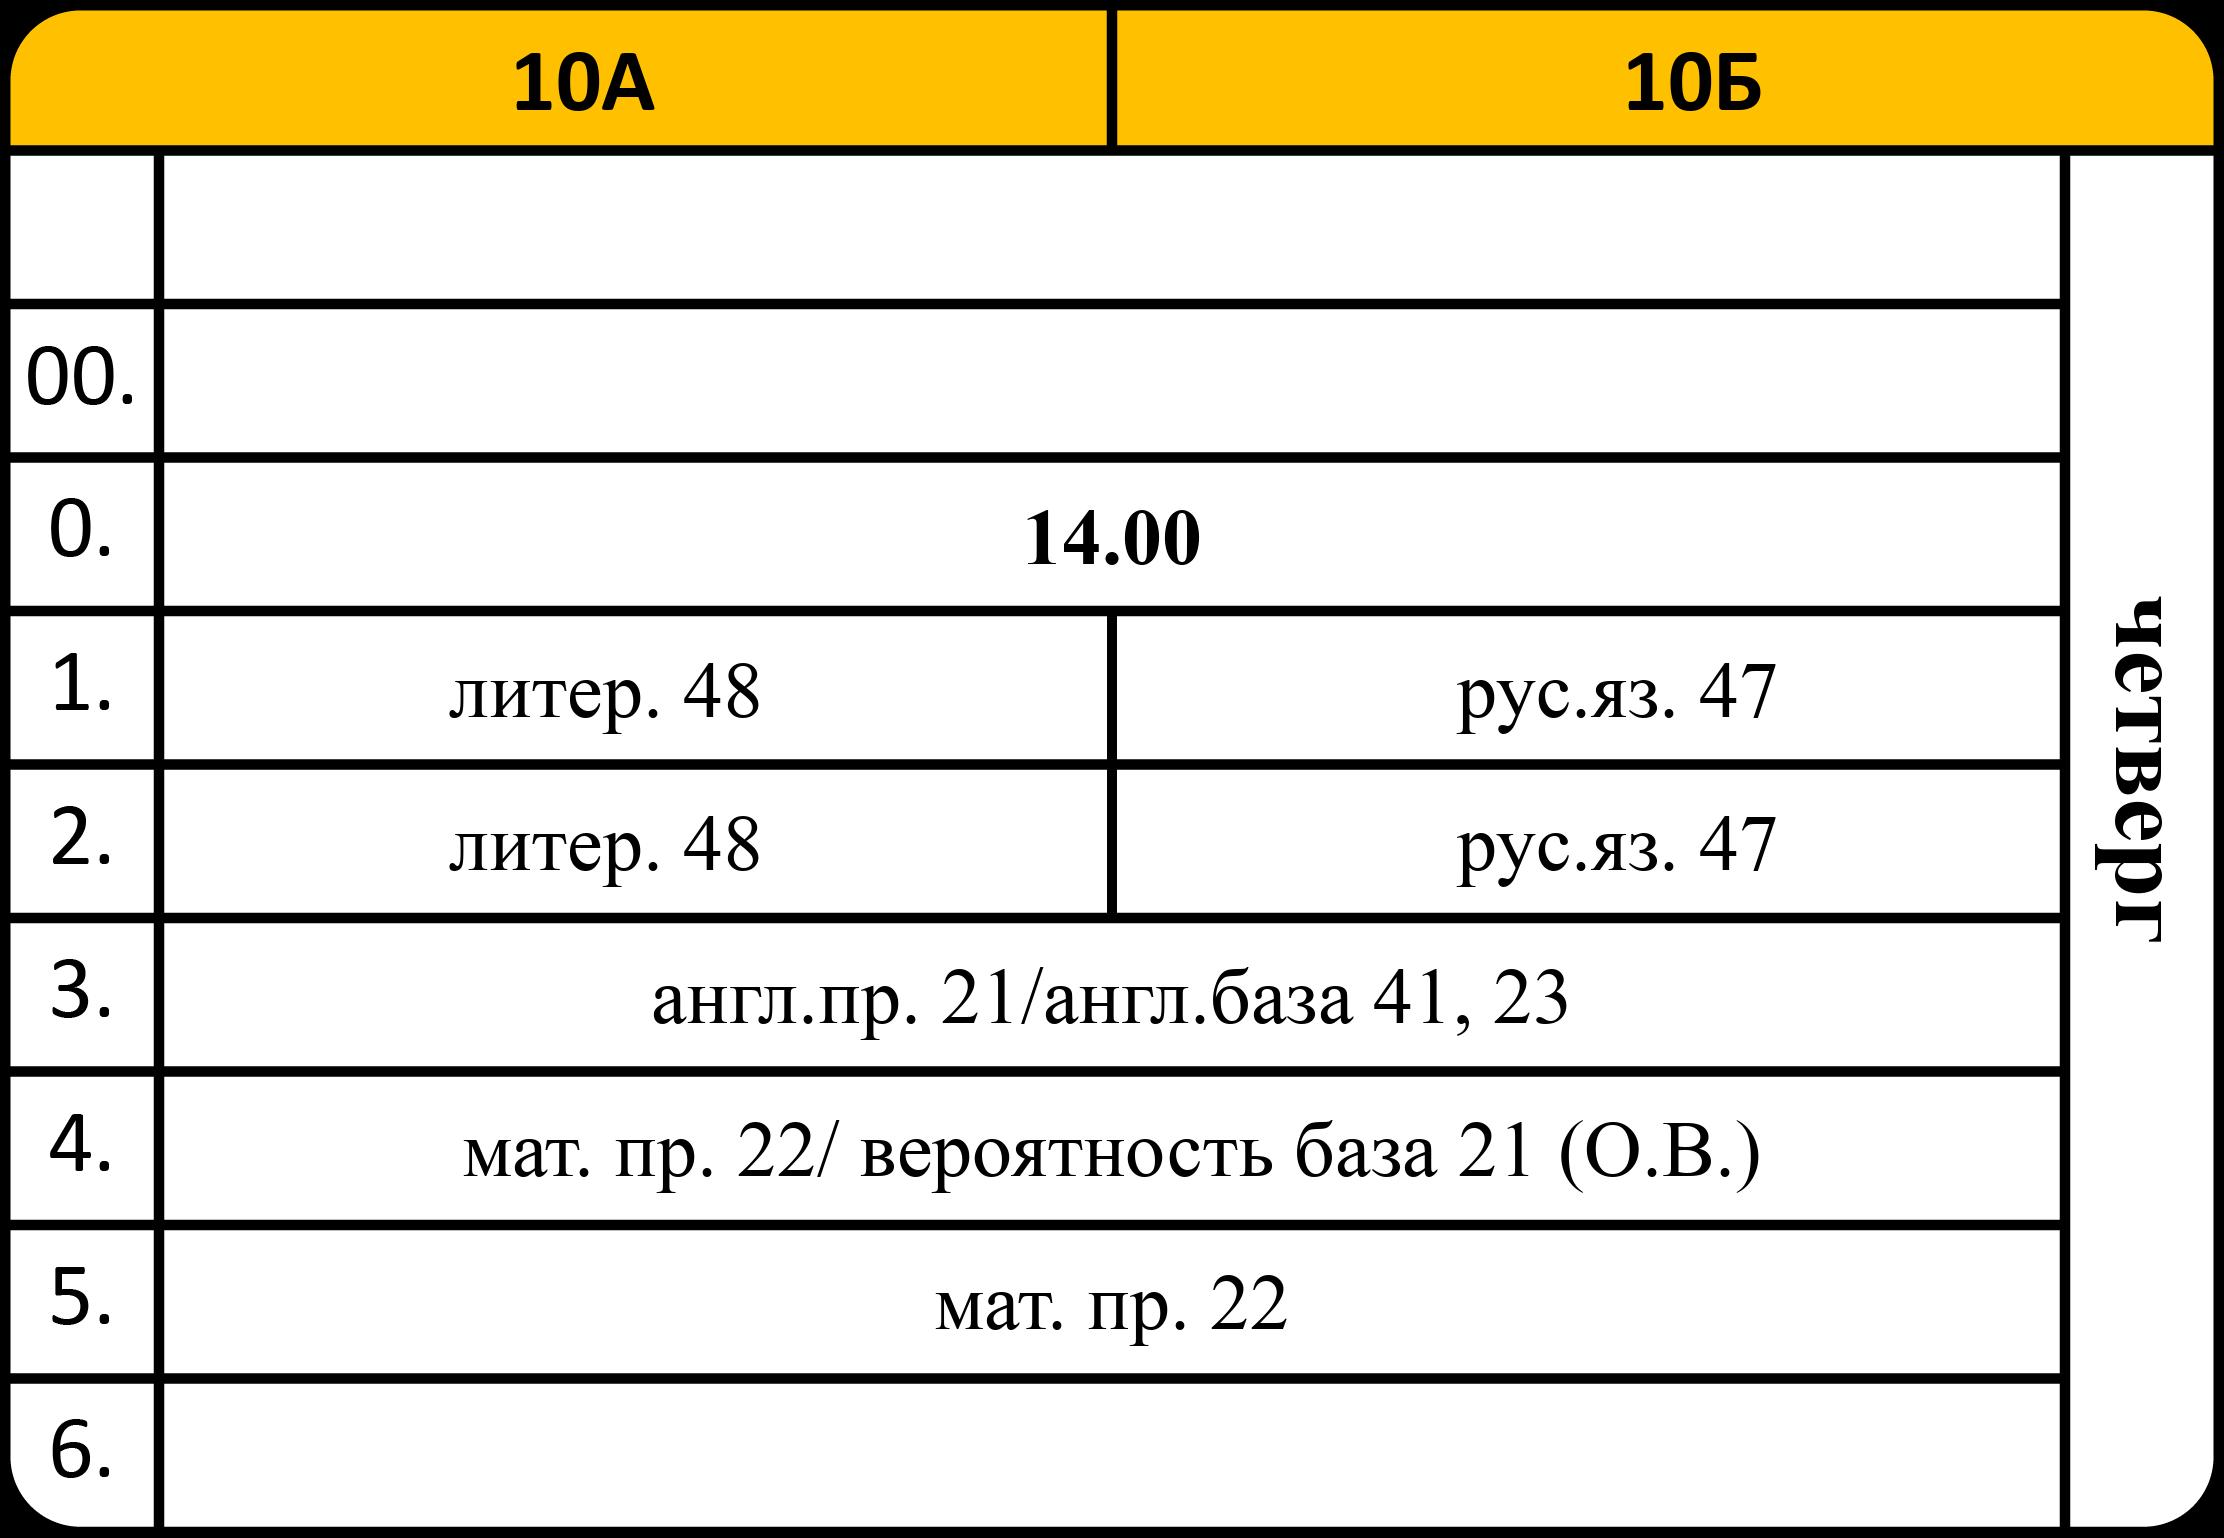 10А 10Б
00.
0. 14.00
1. литер. 48 рус.яз. 47
2. литер. 48 рус.яз. 47
3. англ.пр. 21/англ.база 41, 23
4. мат. пр. 22/ вероятность база 21 (О.В.)
5. мат. пр. 22
6.
четверг